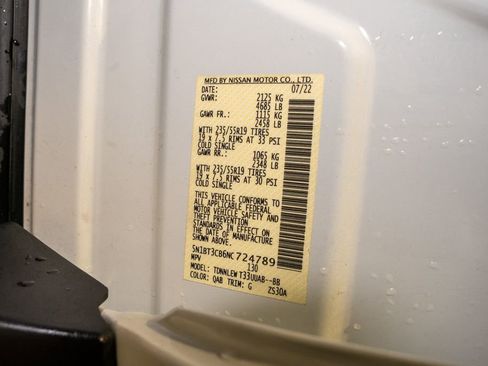 MFD BY NISSAN MOTOR CO., LTD.
DATE: 07/22
GVWR: 2125 KG
4685 LB
GAWR FR.: 1115 KG
2458 LB
WITH 235/55R19 TIRES
19 x 7.5 RIMS AT 33 PSI
COLD SINGLE
GAWR RR.: 1065 KG
2348 LB
WITH 235/55R19 TIRES
19 x 7.5 RIMS AT 30 PSI
COLD SINGLE
THIS VEHICLE CONFORMS TO
ALL APPLICABLE FEDERAL
MOTOR VEHICLE SAFETY AND
THEFT PREVENTION
STANDARDS IN EFFECT ON
THE DATE OF MANUFACTURE
SHOWN ABOVE.
5N1BT3CB6NC724789
MPV 130
MODEL: TDNNLEW T33UUAB--BB
COLOR: QAB TRIM: G ZS30A